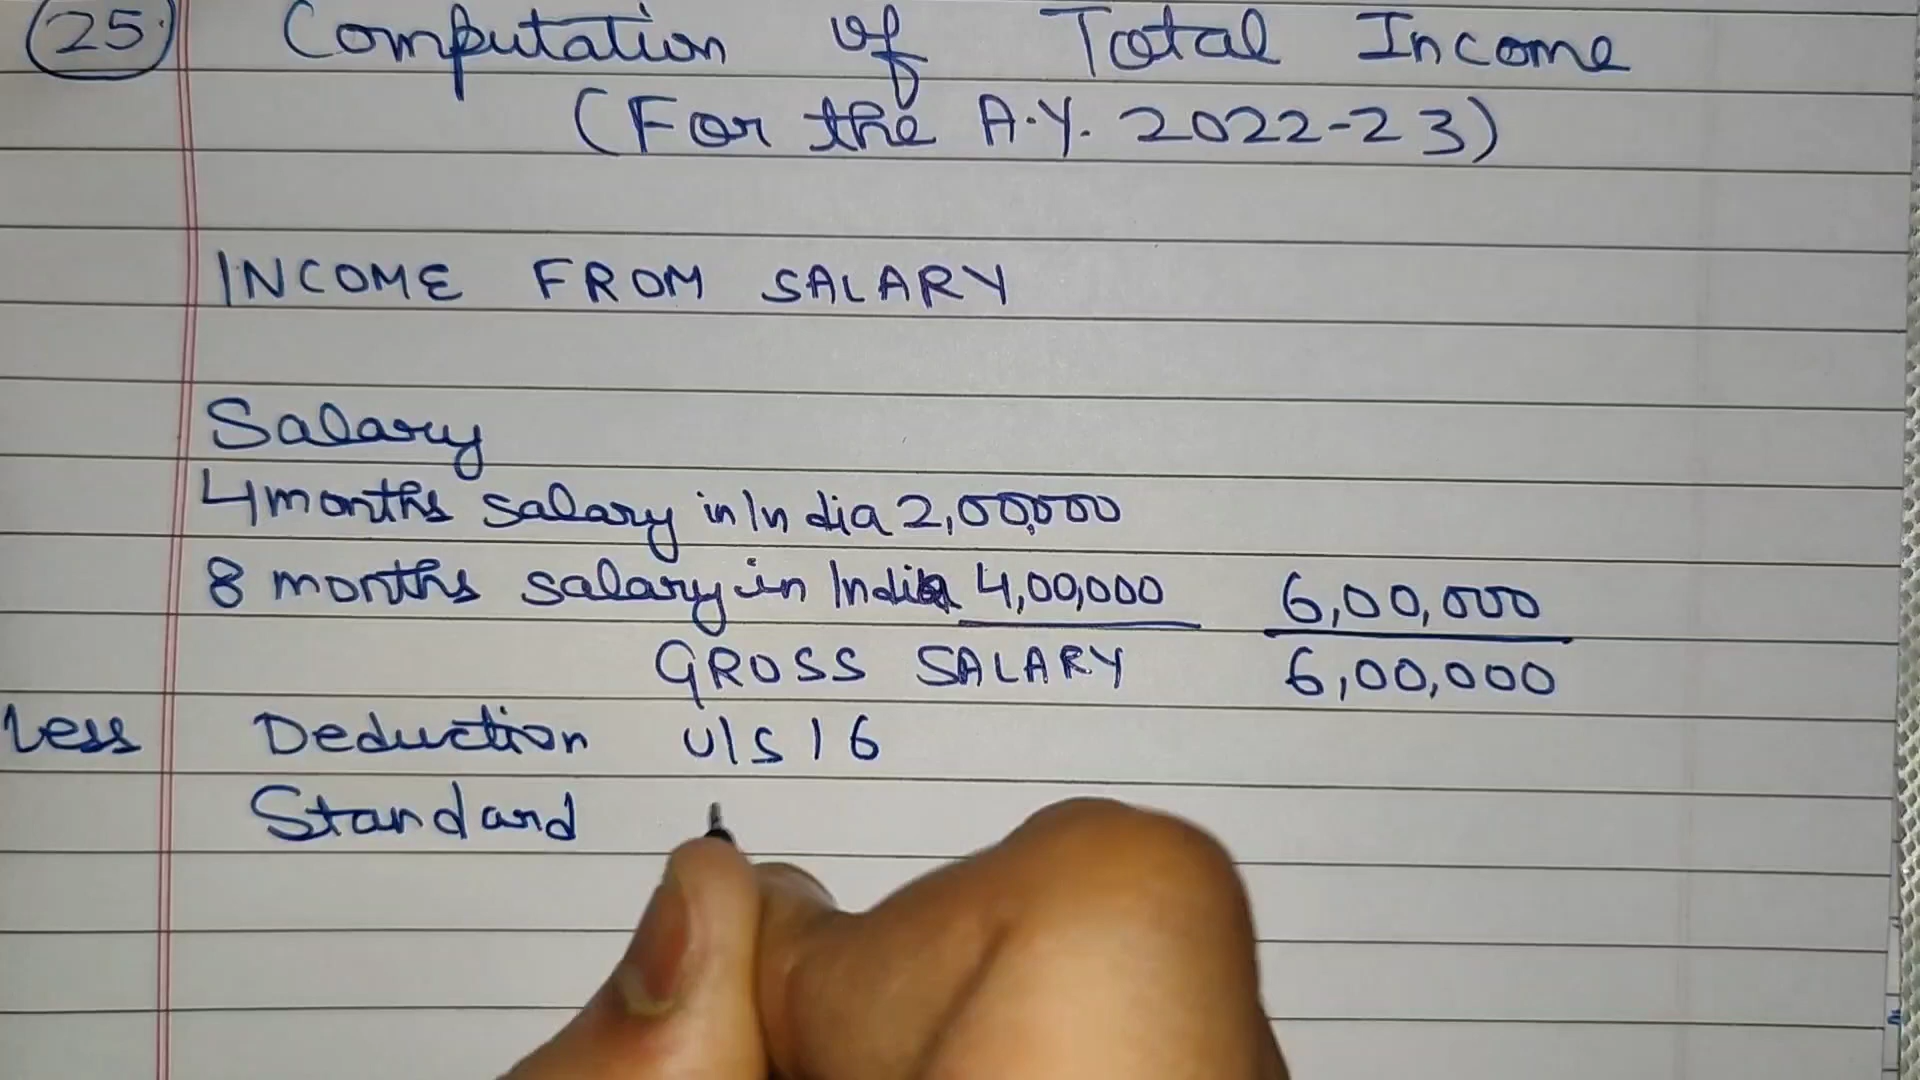 25. Computation of Total Income
(For the A.Y. 2022-23)
INCOME FROM SALARY
Salary
4 months salary in India 2,00,000
8 months salary in India 4,00,000 6,00,000
GROSS SALARY 6,00,000
Less Deduction U/S 16
Standard